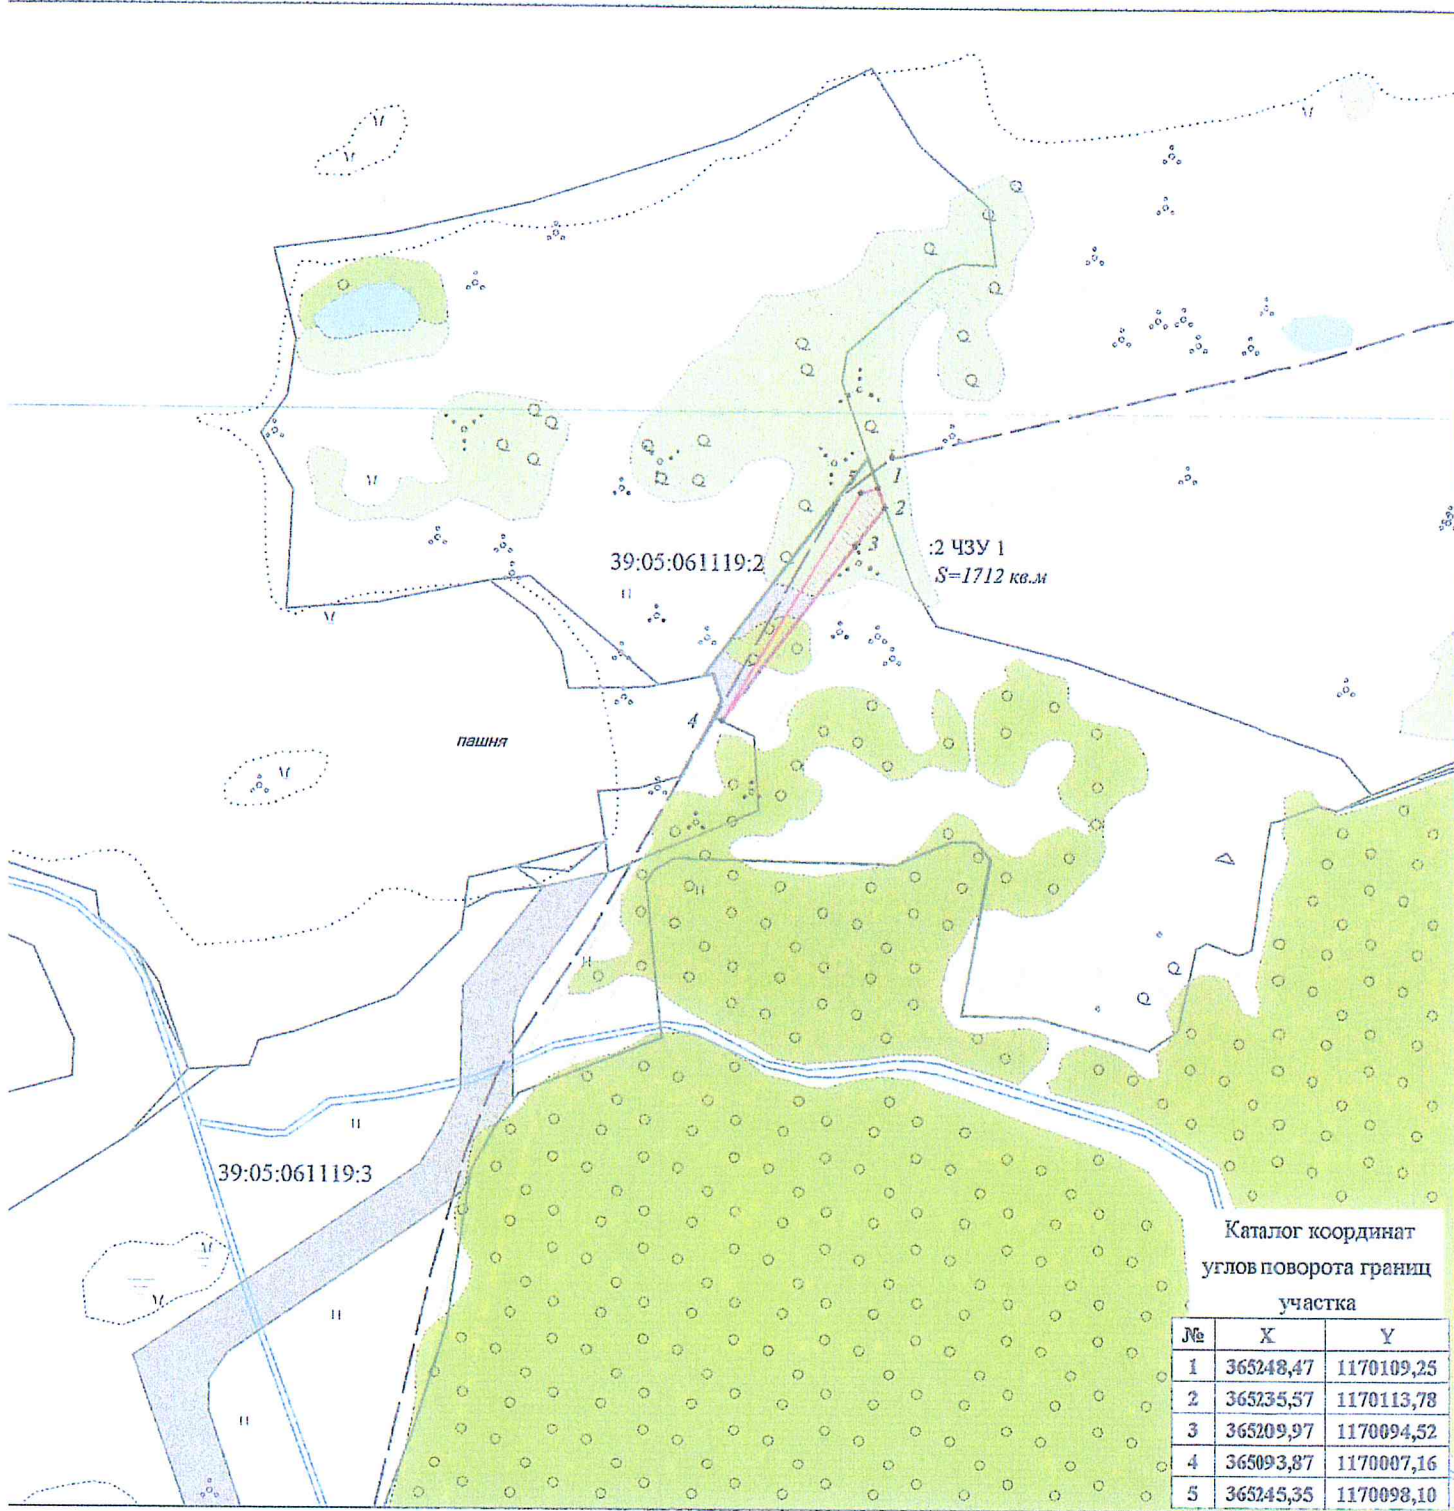 5
1
2
3
39:05:061119:2
:2 ЧЗУ 1
S=1712 кв.м
4
пашня
39:05:061119:3
Каталог координат
углов поворота границ
участка
№ X Y
1 365248,47 1170109,25
2 365235,57 1170113,78
3 365209,97 1170094,52
4 365093,87 1170007,16
5 365245,35 1170098,10